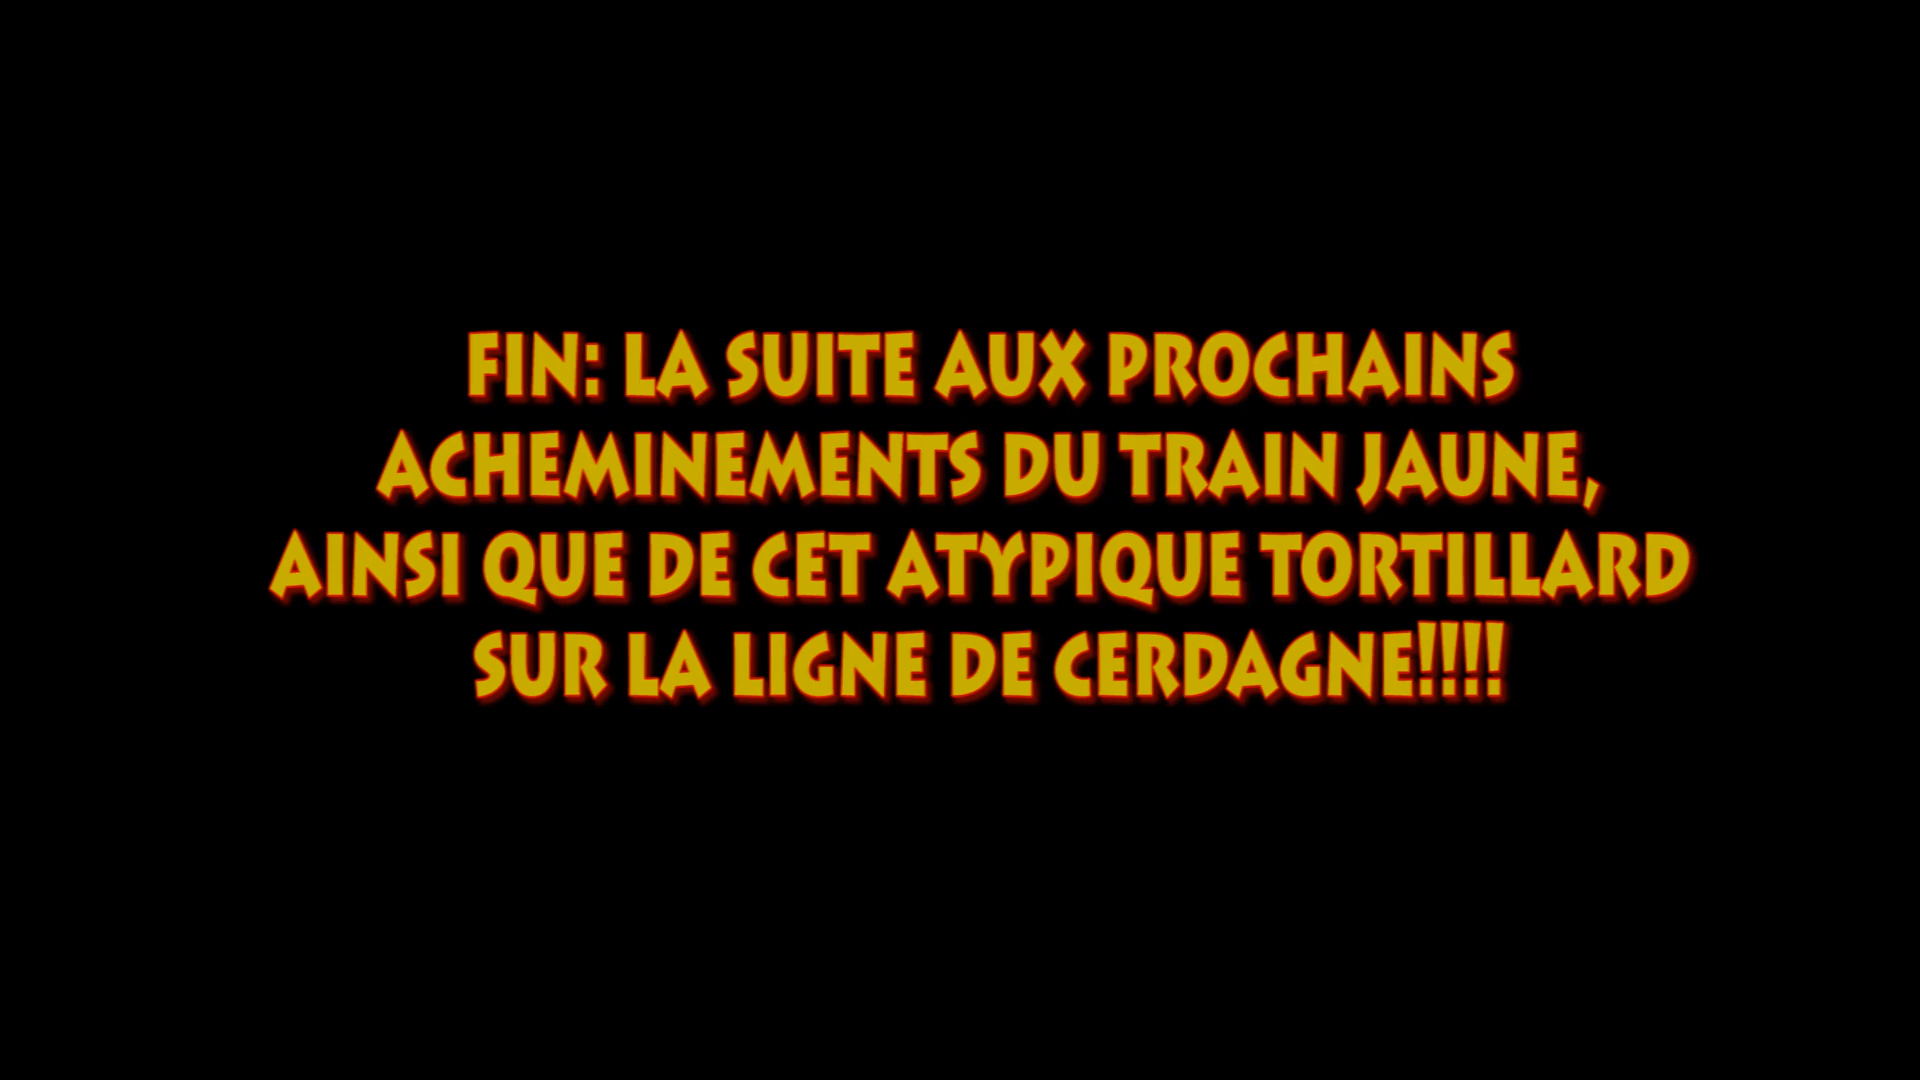 FIN: LA SUITE AUX PROCHAINS
ACHEMINEMENTS DU TRAIN JAUNE,
AINSI QUE DE CET ATYPIQUE TORTILLARD
SUR LA LIGNE DE CERDAGNE!!!!